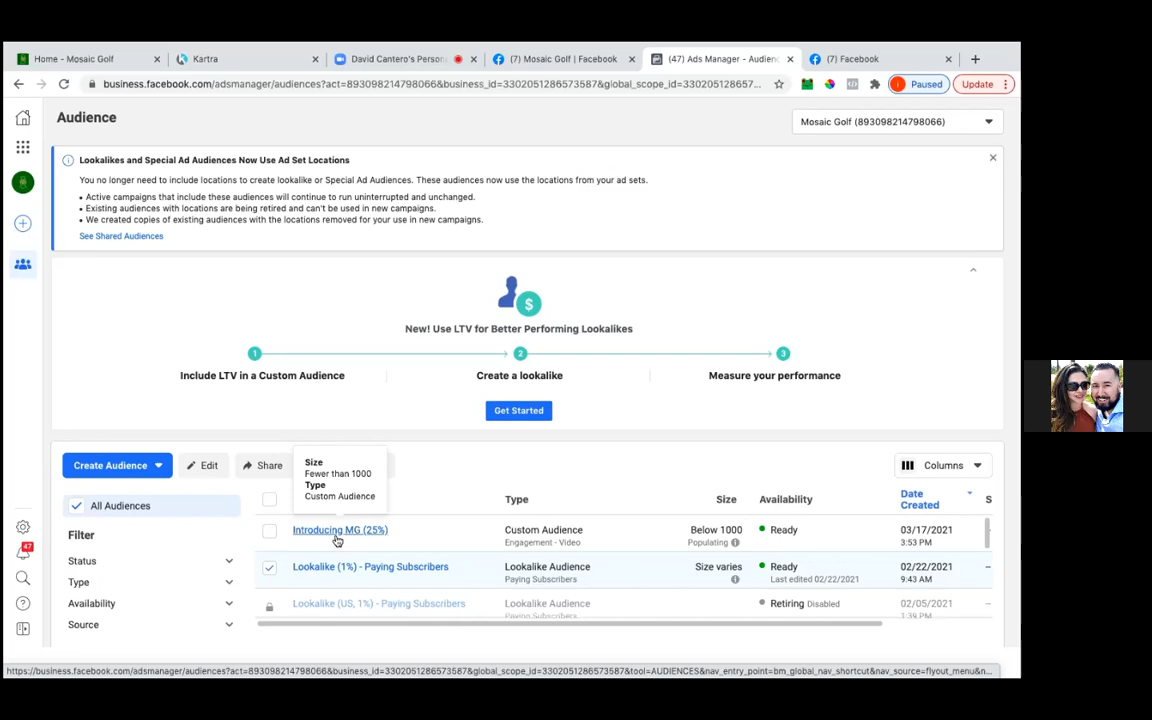 Home - Mosaic Golf
Kartra
David Cantero's Person
(7) Mosaic Golf | Facebook
(47) Ads Manager - Audienc
(7) Facebook
business.facebook.com/adsmanager/audiences?act=893098214798066&business_id=3302051286573587&global_scope_id=330205128657...
Paused
Update
Audience
Mosaic Golf (893098214798066)
Lookalikes and Special Ad Audiences Now Use Ad Set Locations
You no longer need to include locations to create lookalike or Special Ad Audiences. These audiences now use the locations from your ad sets.
• Active campaigns that include these audiences will continue to run uninterrupted and unchanged.
• Existing audiences with locations are being retired and can't be used in new campaigns.
• We created copies of existing audiences with the locations removed for your use in new campaigns.
See Shared Audiences
$
New! Use LTV for Better Performing Lookalikes
1 2 3
Include LTV in a Custom Audience Create a lookalike Measure your performance
Get Started
Create Audience Edit Share Columns
Size
Fewer than 1000
Type
Custom Audience
All Audiences
Filter
Status
Type
Availability
Source
Type Size Availability Date Created S
Introducing MG (25%) Custom Audience Below 1000 Ready 03/17/2021
Engagement - Video Populating 3:53 PM
Lookalike (1%) - Paying Subscribers Lookalike Audience Size varies Ready 02/22/2021
Paying Subscribers Last edited 02/22/2021 9:43 AM
Lookalike (US, 1%) - Paying Subscribers Lookalike Audience Retiring Disabled 02/05/2021
Paying Subscribers 1:39 PM
47
https://business.facebook.com/adsmanager/audiences?act=893098214798066&business_id=3302051286573587&global_scope_id=3302051286573587&tool=AUDIENCES&nav_entry_point=bm_global_nav_shortcut&nav_source=flyout_menu&n...